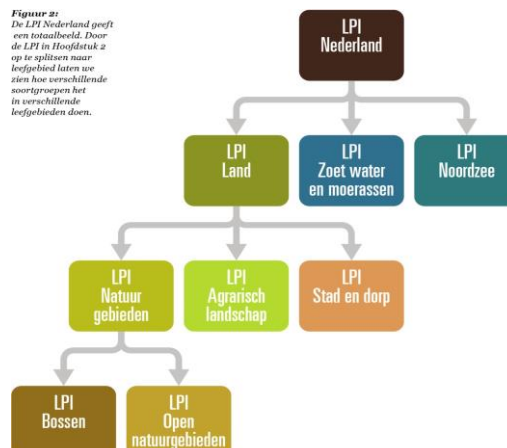 Figuur 2:
De LPI Nederland geeft
een totaalbeeld. Door
de LPI in Hoofdstuk 2
op te splitsen naar
leefgebied laten we
zien hoe verschillende
soortgroepen het
in verschillende
leefgebieden doen.
LPI
Nederland
LPI
Land
LPI
Zoet water
en moerassen
LPI
Noordzee
LPI
Natuur
gebieden
LPI
Agrarisch
landschap
LPI
Stad en dorp
LPI
Bossen
LPI
Open
natuurgebieden